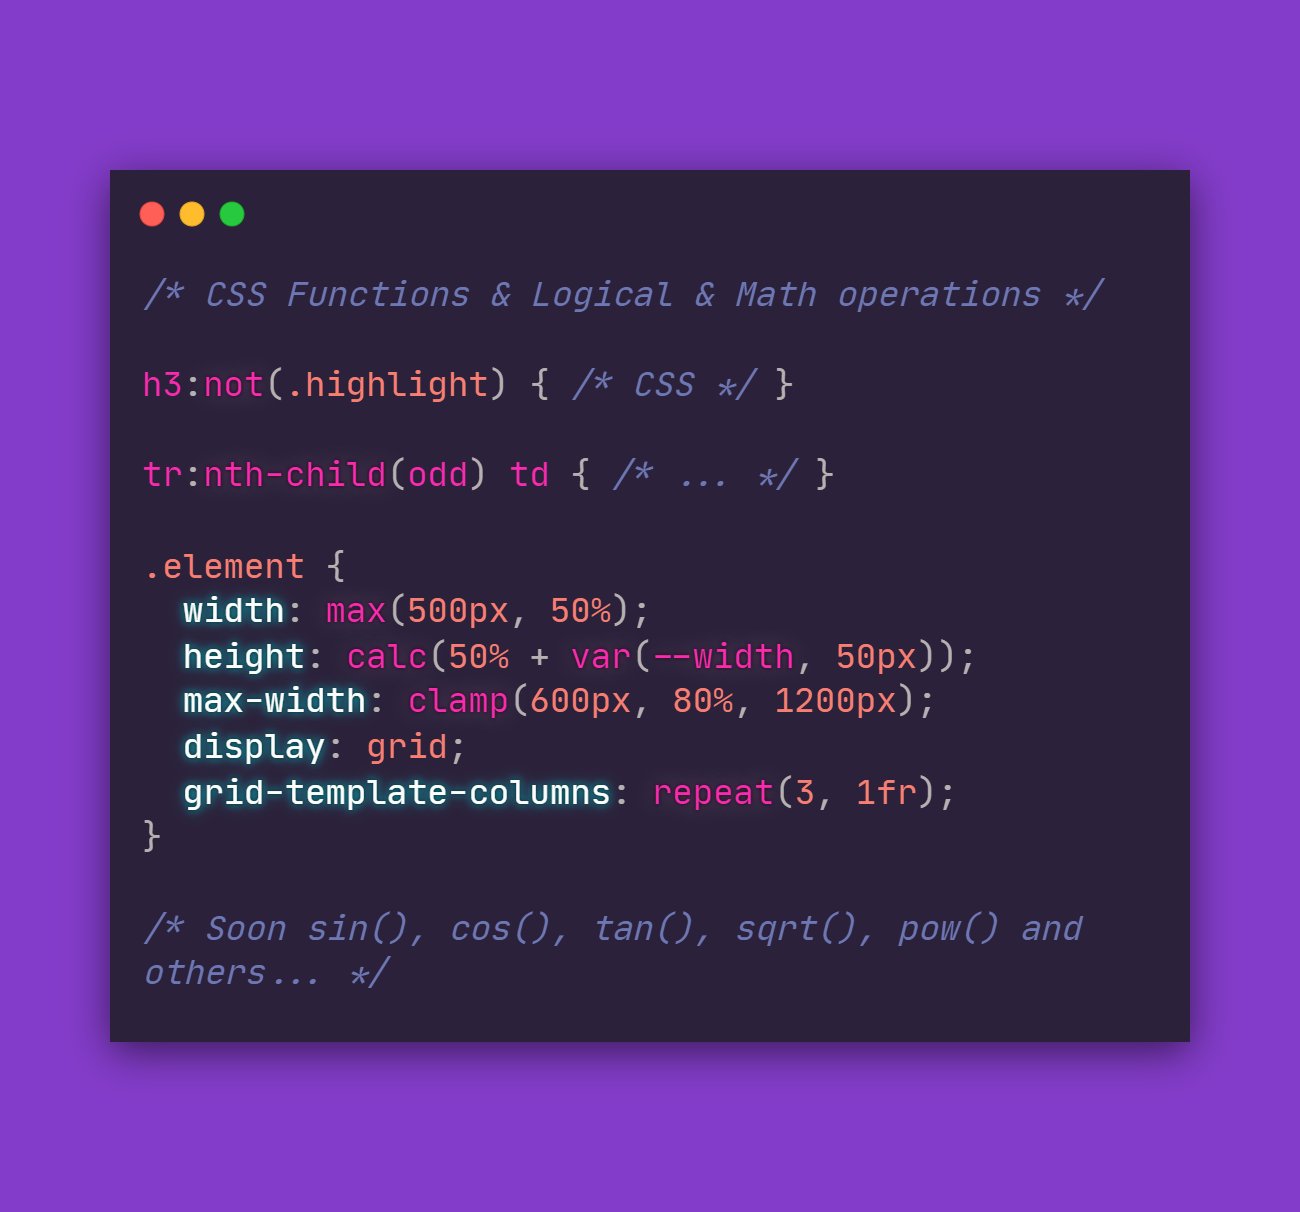 /* CSS Functions & Logical & Math operations */
h3:not(.highlight) { /* CSS */ }
tr:nth-child(odd) td { /* ... */ }
.element {
  width: max(500px, 50%);
  height: calc(50% + var(--width, 50px));
  max-width: clamp(600px, 80%, 1200px);
  display: grid;
  grid-template-columns: repeat(3, 1fr);
}
/* Soon sin(), cos(), tan(), sqrt(), pow() and
others... */